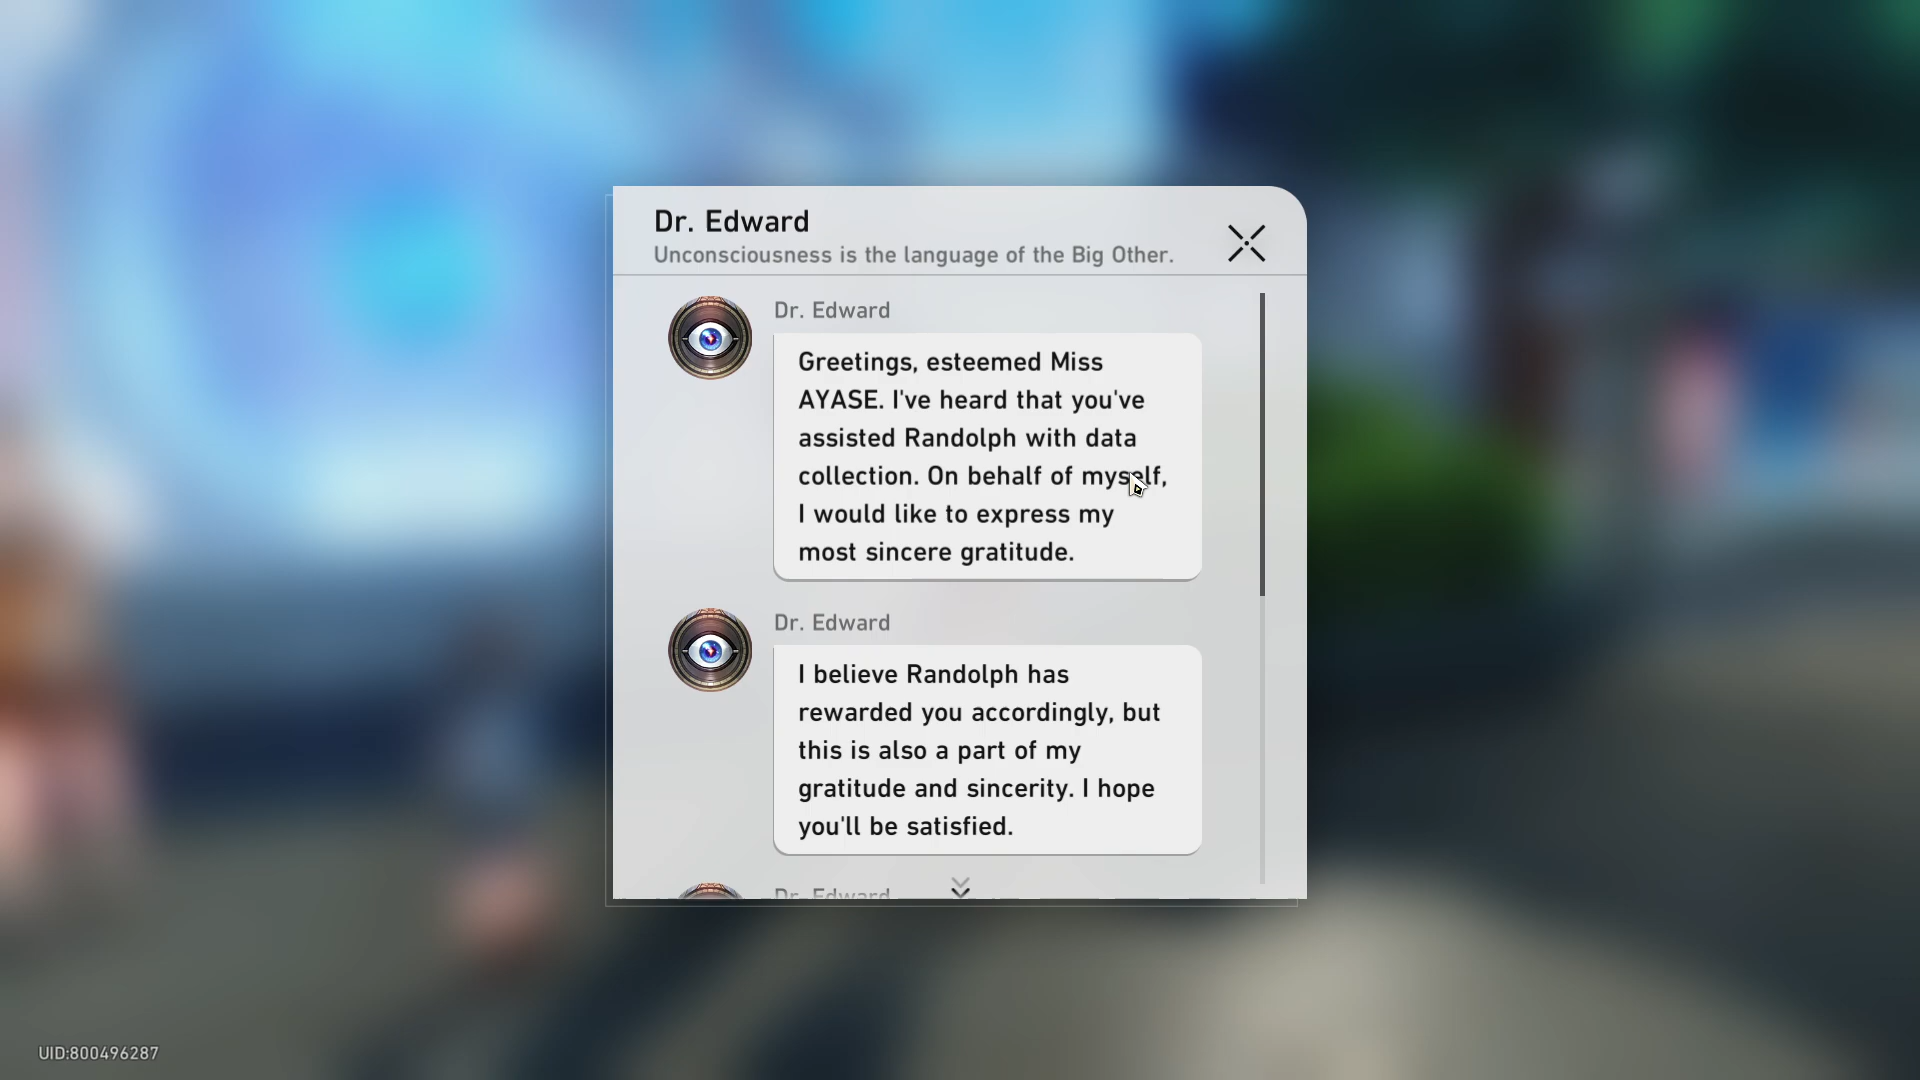 Dr. Edward
Unconsciousness is the language of the Big Other.
Dr. Edward
Greetings, esteemed Miss
AYASE. I've heard that you've
assisted Randolph with data
collection. On behalf of myself,
I would like to express my
most sincere gratitude.
Dr. Edward
I believe Randolph has
rewarded you accordingly, but
this is also a part of my
gratitude and sincerity. I hope
you'll be satisfied.
Dr. Edward
UID:800496287